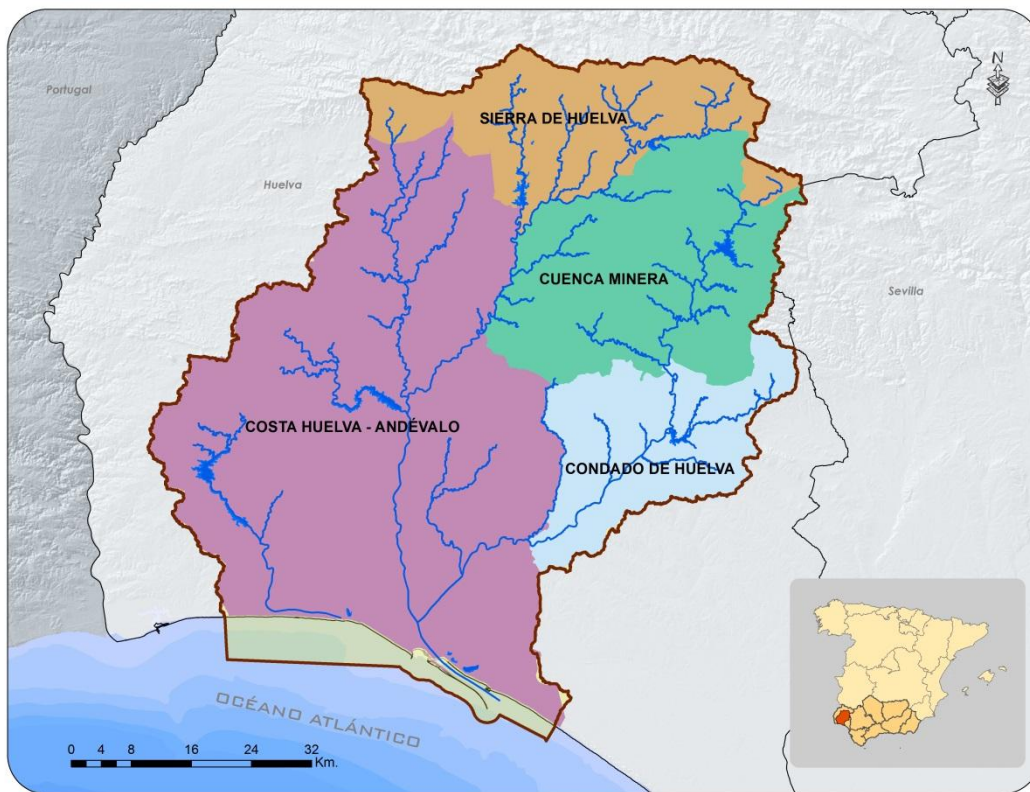 Portugal
N
SIERRA DE HUELVA
Huelva
CUENCA MINERA
Sevilla
COSTA HUELVA - ANDÉVALO
CONDADO DE HUELVA
OCÉANO ATLÁNTICO
0 4 8 16 24 32
Km.